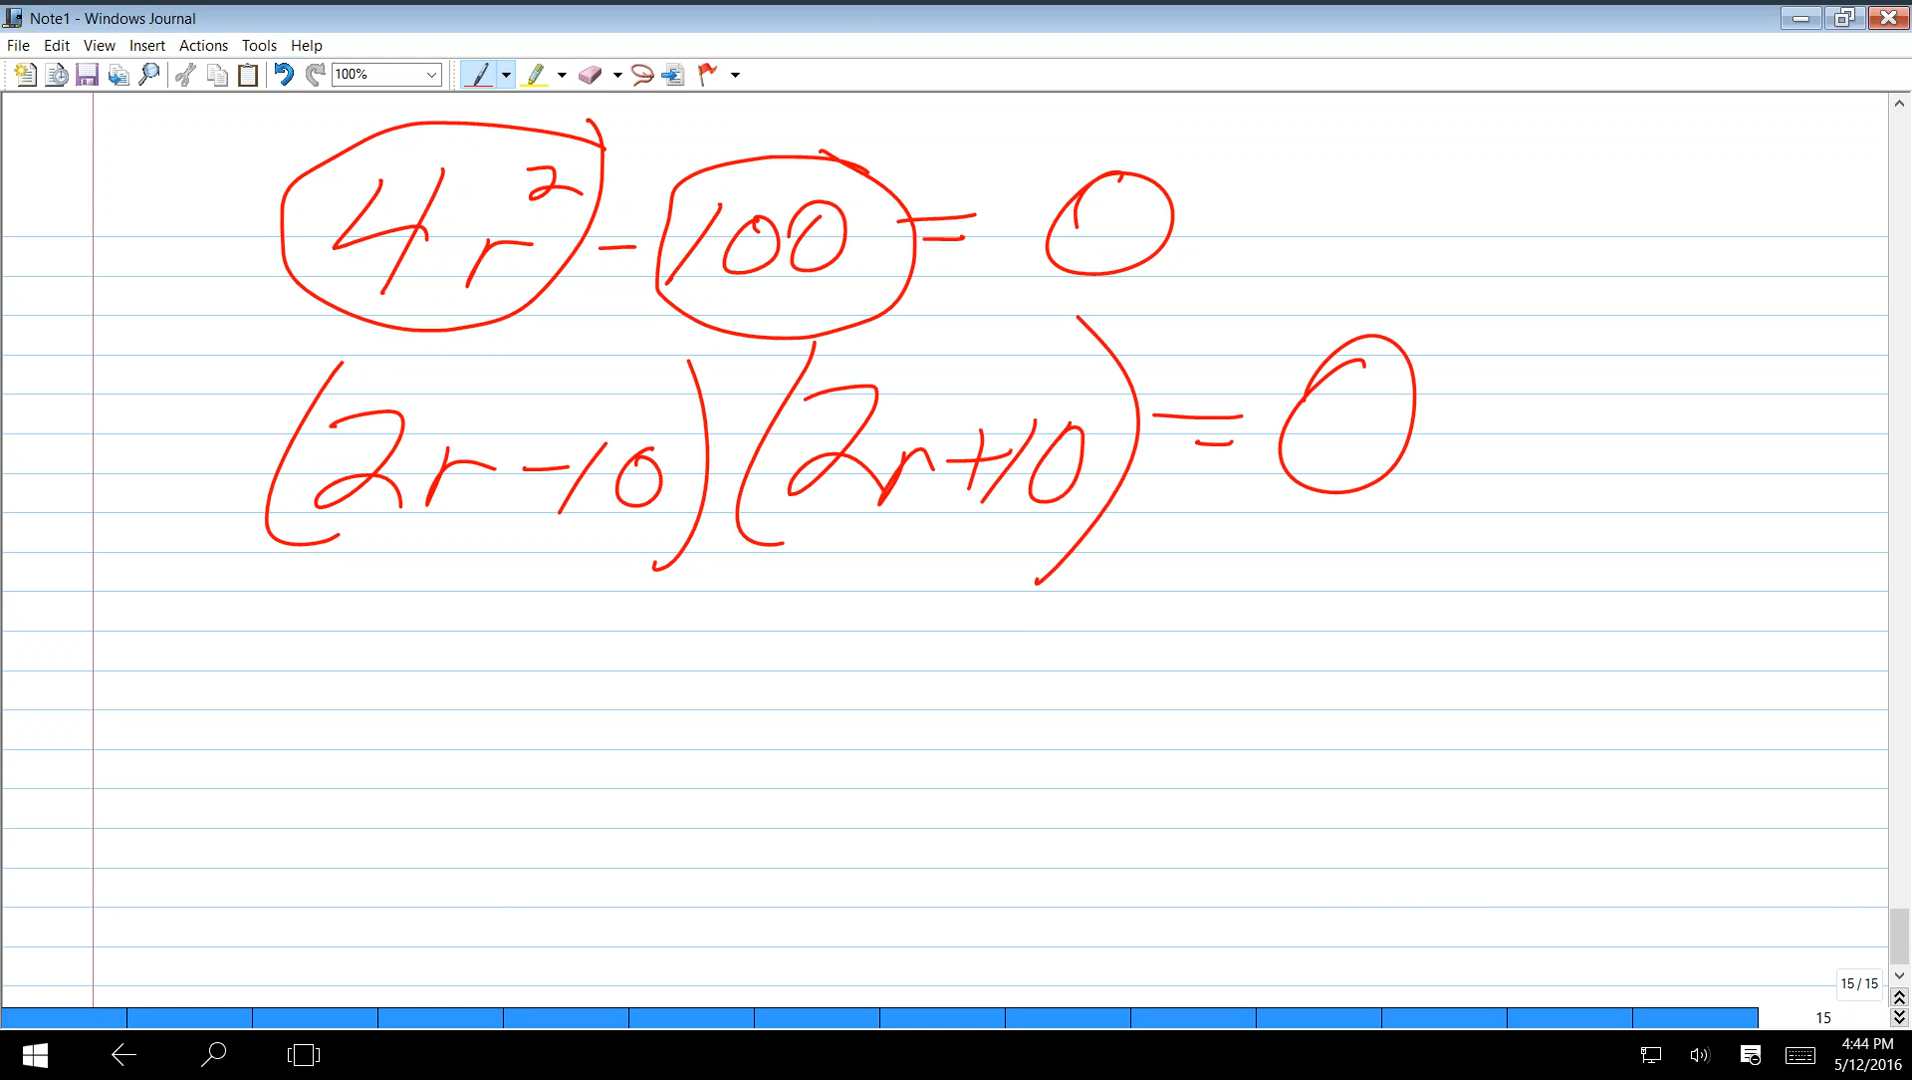 Note1 - Windows Journal
File Edit View Insert Actions Tools Help
100%
4r² - 100 = 0
(2r - 10)(2r + 10) = 0
15 / 15
15
4:44 PM
5/12/2016